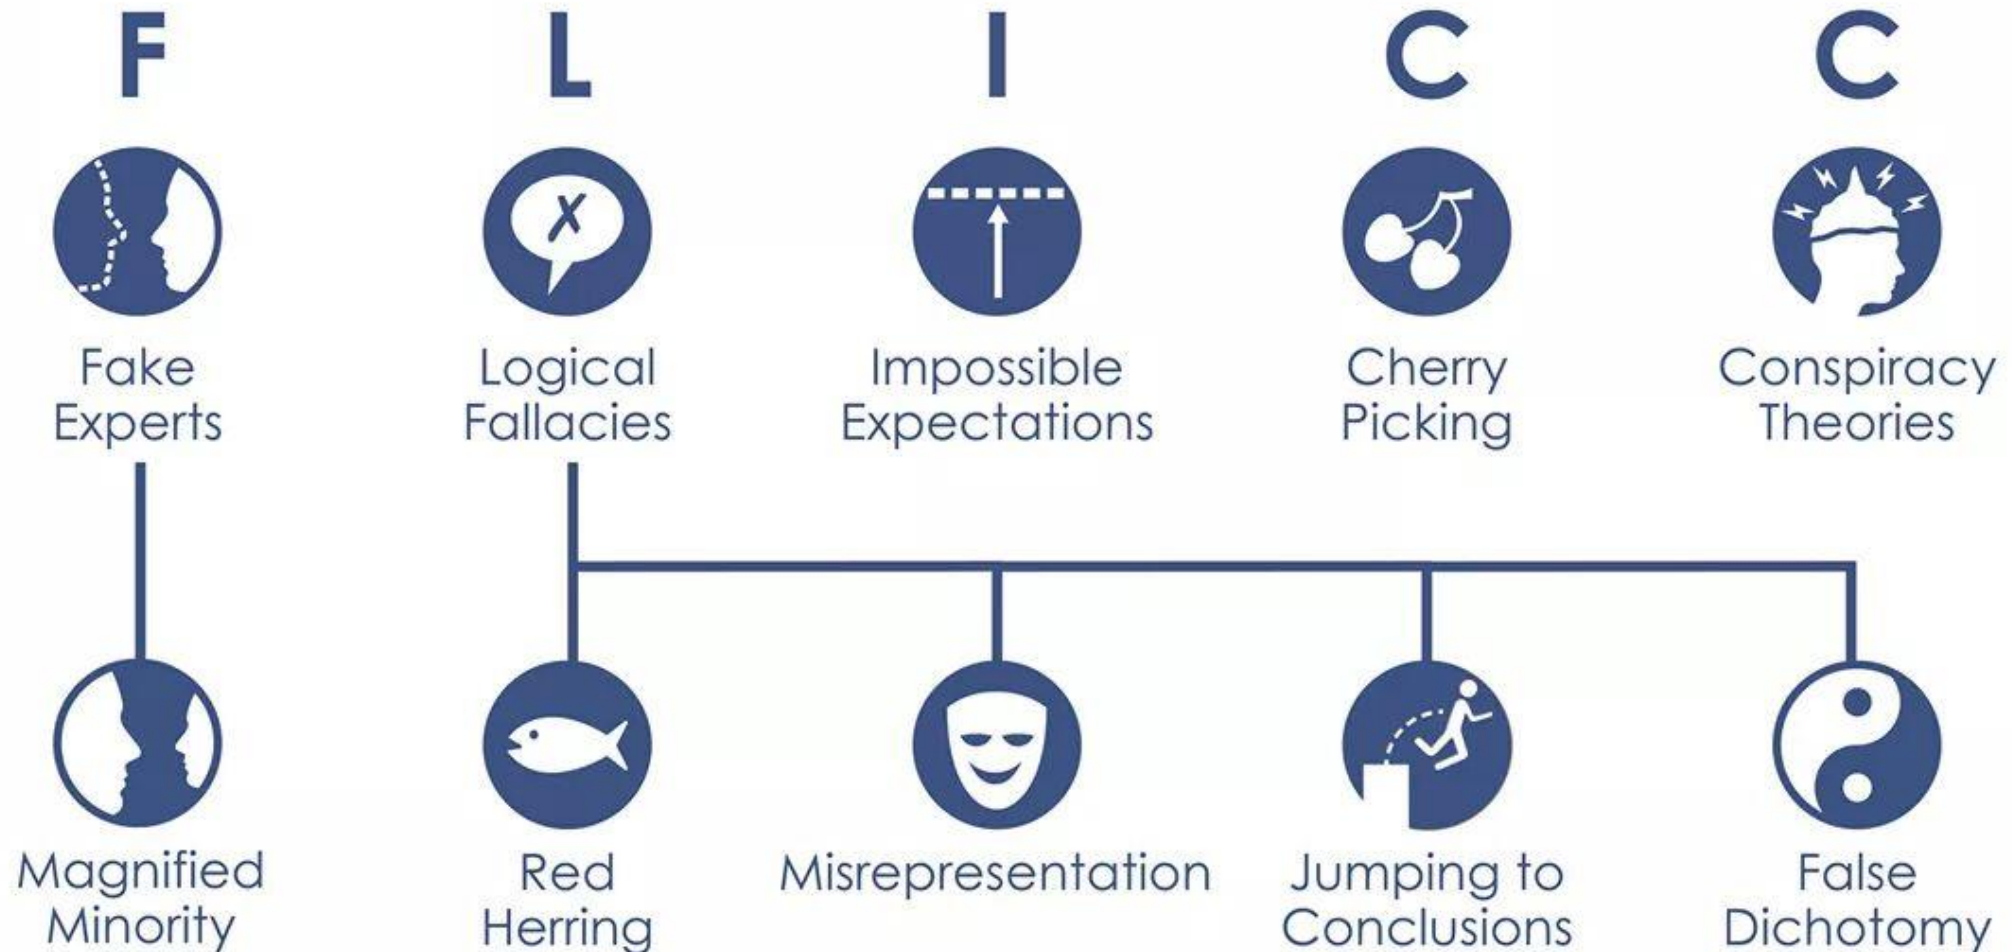 F L I C C
X
Fake Experts
Logical Fallacies
Impossible Expectations
Cherry Picking
Conspiracy Theories
Magnified Minority
Red Herring
Misrepresentation
Jumping to Conclusions
False Dichotomy